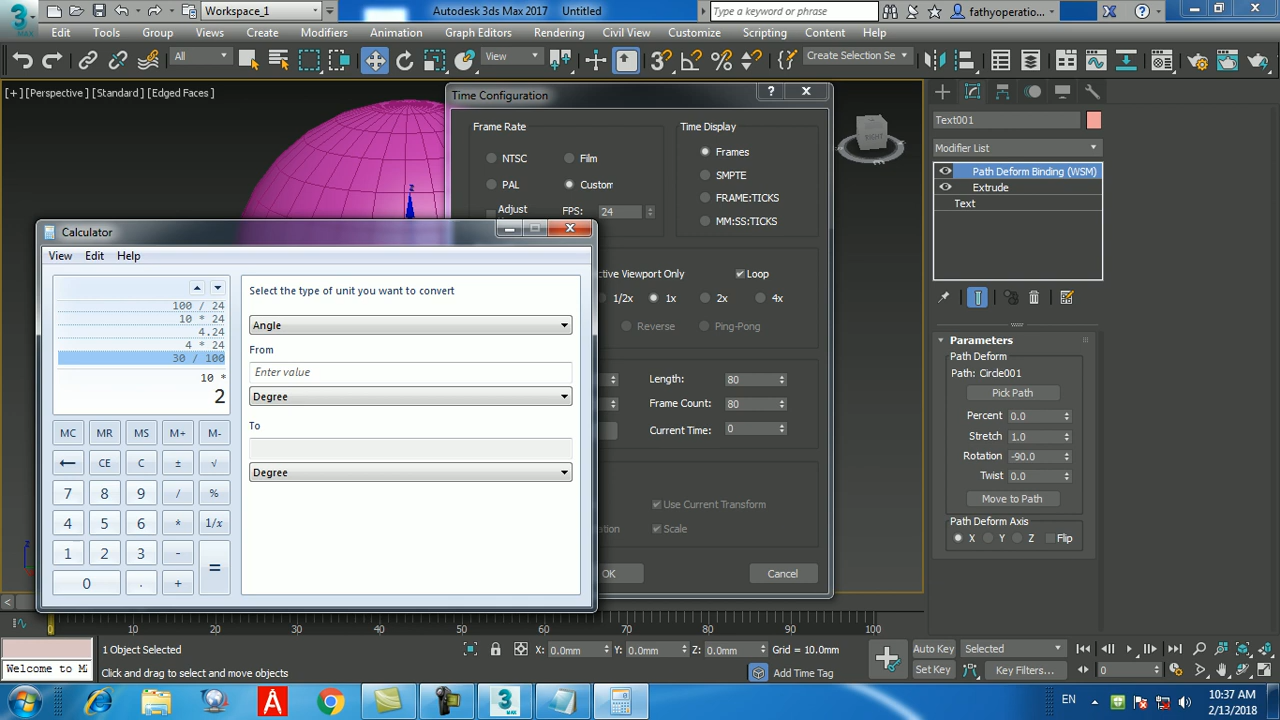 Workspace_1
Autodesk 3ds Max 2017 Untitled
Type a keyword or phrase
fathyoperation...
3
MAX
Edit Tools Group Views Create Modifiers Animation Graph Editors Rendering Civil View Customize Scripting Content Help
All
View
Create Selection Se
[+] [Perspective] [Standard] [Edged Faces]
Time Configuration
Frame Rate
NTSC
Film
PAL
Custom
Adjust
FPS: 24
Time Display
Frames
SMPTE
FRAME:TICKS
MM:SS:TICKS
ctive Viewport Only
Loop
1/2x
1x
2x
4x
Reverse
Ping-Pong
Length: 80
Frame Count: 80
Current Time: 0
Use Current Transform
Scale
OK
Cancel
z
RIGHT
Calculator
View Edit Help
100 / 24
10 * 24
4.24
4 * 24
30 / 100
10 *
2
MC MR MS M+ M-
← CE C ± √
7 8 9 / %
4 5 6 * 1/x
1 2 3 - =
0 . +
Select the type of unit you want to convert
Angle
From
Enter value
Degree
To
Degree
Text001
Modifier List
Path Deform Binding (WSM)
Extrude
Text
Parameters
Path Deform
Path: Circle001
Pick Path
Percent 0.0
Stretch 1.0
Rotation -90.0
Twist 0.0
Move to Path
Path Deform Axis
X Y Z Flip
0 10 20 30 40 50 60 70 80 90 100
1 Object Selected
X: 0.0mm Y: 0.0mm Z: 0.0mm Grid = 10.0mm
Welcome to M
Click and drag to select and move objects
Add Time Tag
Auto Key Selected
Set Key Key Filters...
0
EN
10:37 AM
2/13/2018